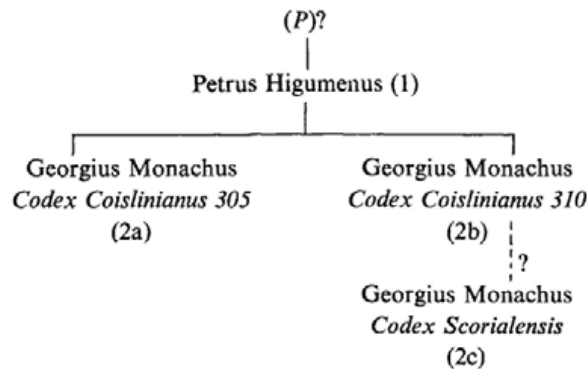 (P)?
Petrus Higumenus (1)
Georgius Monachus Georgius Monachus
Codex Coislinianus 305 Codex Coislinianus 310
(2a) (2b)
?
Georgius Monachus
Codex Scorialensis
(2c)